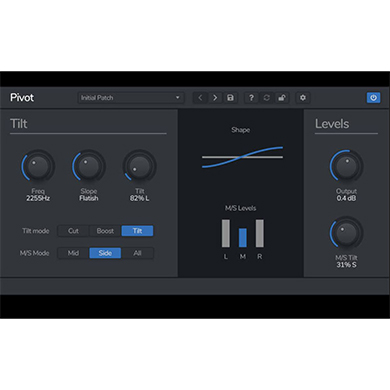 Pivot
Initial Patch
?
Tilt
Freq
2255Hz
Slope
Flatish
Tilt
82% L
Tilt mode Cut Boost Tilt
M/S Mode Mid Side All
Shape
M/S Levels
L M R
Levels
Output
0.4 dB
M/S Tilt
31% S